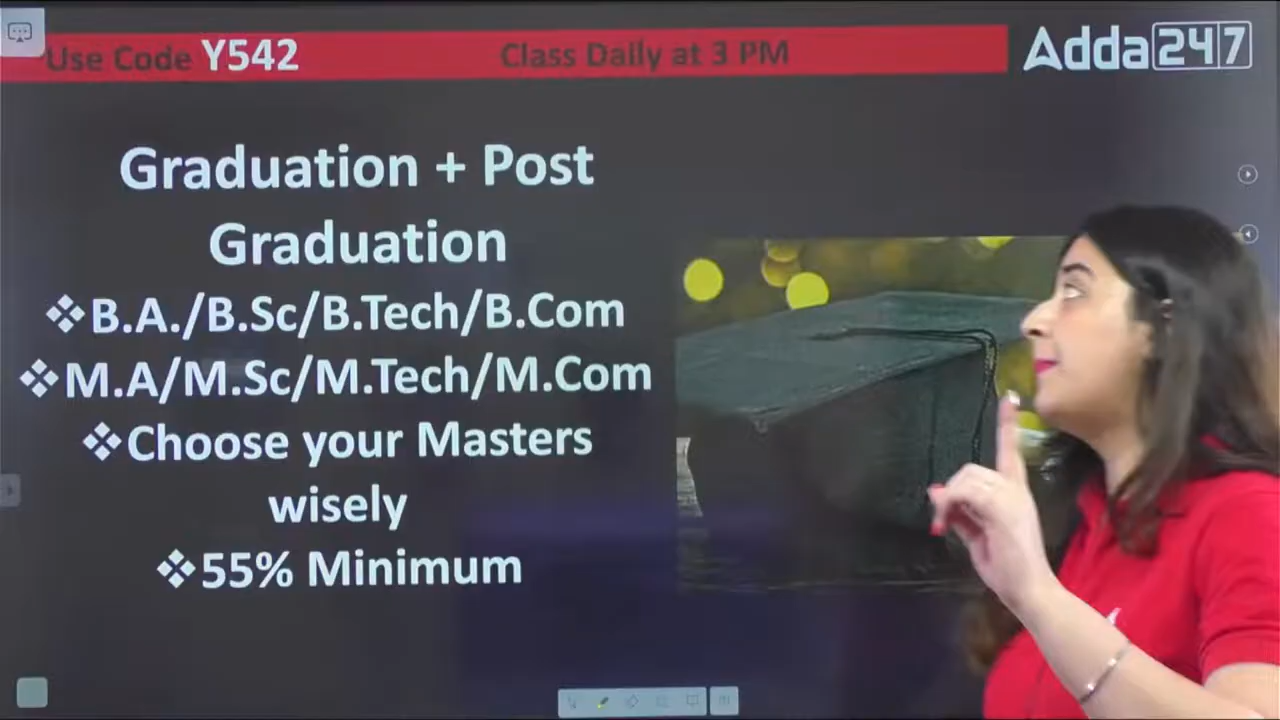 Use Code Y542 Class Daily at 3 PM Adda247
Graduation + Post
Graduation
❖B.A./B.Sc/B.Tech/B.Com
❖M.A/M.Sc/M.Tech/M.Com
❖Choose your Masters
wisely
❖55% Minimum